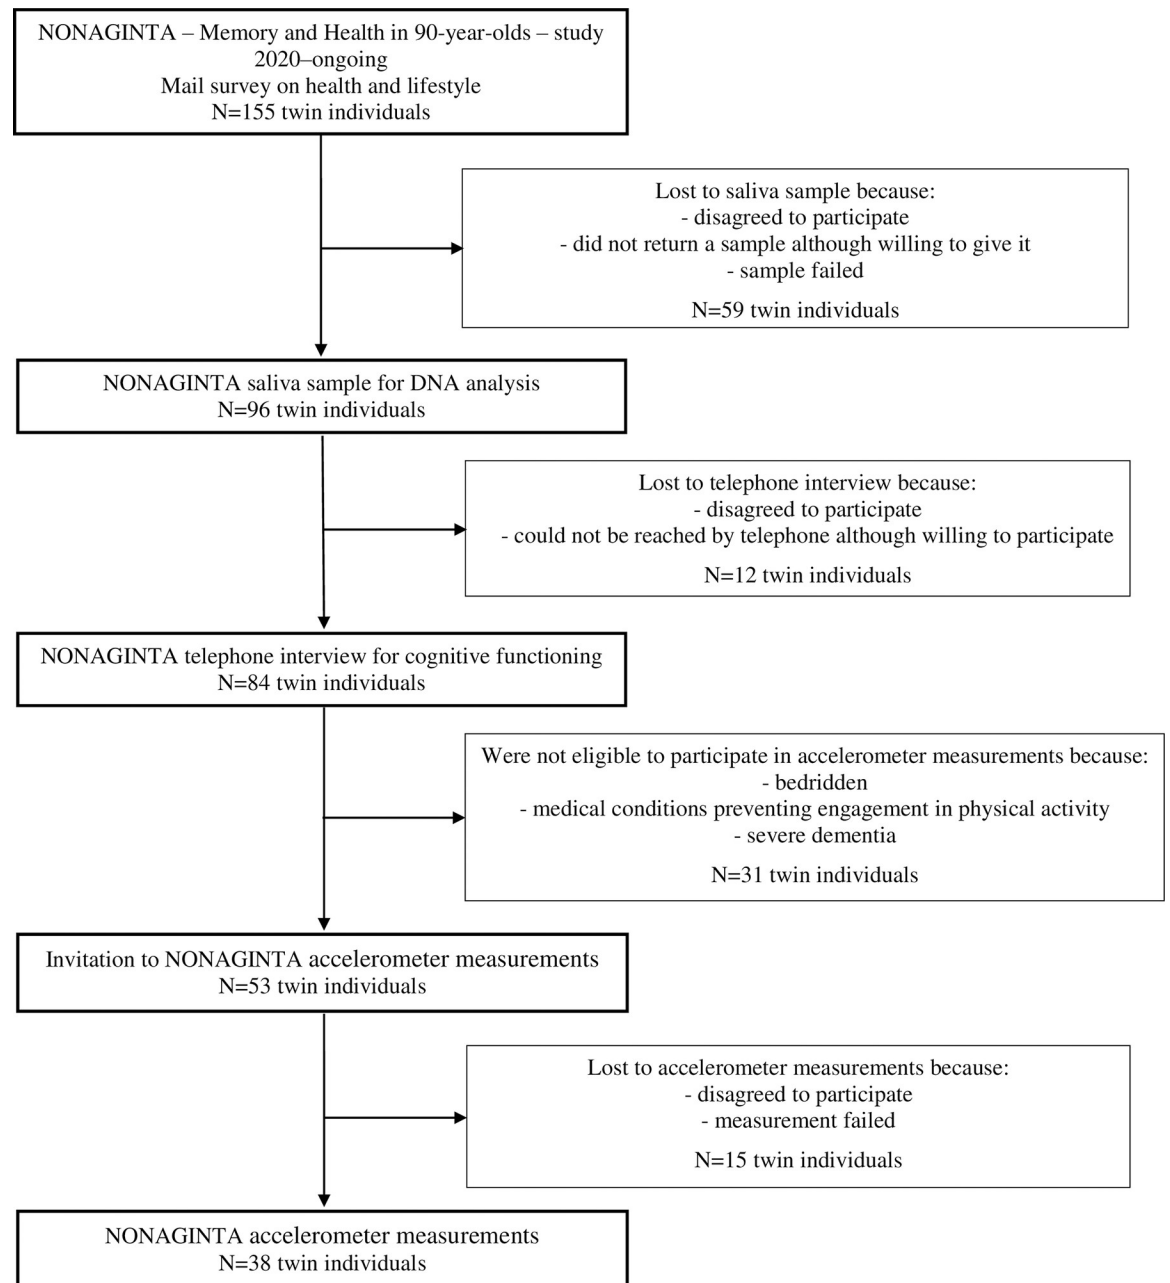 NONAGINTA – Memory and Health in 90-year-olds – study
2020–ongoing
Mail survey on health and lifestyle
N=155 twin individuals
Lost to saliva sample because:
- disagreed to participate
- did not return a sample although willing to give it
- sample failed
N=59 twin individuals
NONAGINTA saliva sample for DNA analysis
N=96 twin individuals
Lost to telephone interview because:
- disagreed to participate
- could not be reached by telephone although willing to participate
N=12 twin individuals
NONAGINTA telephone interview for cognitive functioning
N=84 twin individuals
Were not eligible to participate in accelerometer measurements because:
- bedridden
- medical conditions preventing engagement in physical activity
- severe dementia
N=31 twin individuals
Invitation to NONAGINTA accelerometer measurements
N=53 twin individuals
Lost to accelerometer measurements because:
- disagreed to participate
- measurement failed
N=15 twin individuals
NONAGINTA accelerometer measurements
N=38 twin individuals